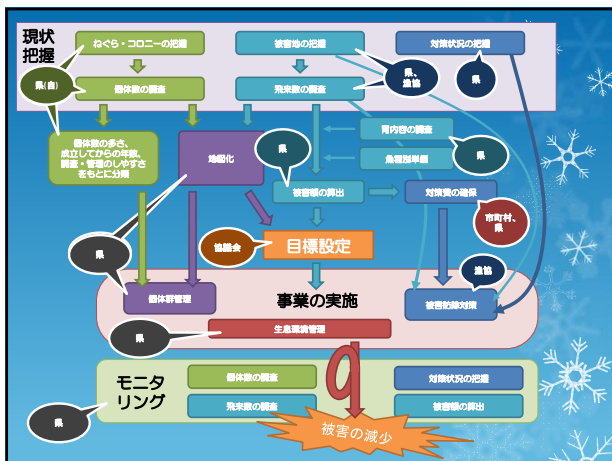 現状
把握
ねぐら・コロニーの把握
被害地の把握
対策状況の把握
県、
漁協
県
県(自)
個体数の調査
飛来数の調査
個体数の多さ、
成立してからの年数、
調査・管理のしやすさ
をもとに分類
地図化
県
胃内容の調査
魚種別単価
県
被害額の算出
対策費の確保
市町村、
県
協議会
目標設定
県
漁協
事業の実施
個体群管理
被害防除対策
県
生息環境管理
モニタ
リング
個体数の調査
対策状況の把握
飛来数の調査
被害額の算出
県
被害の減少